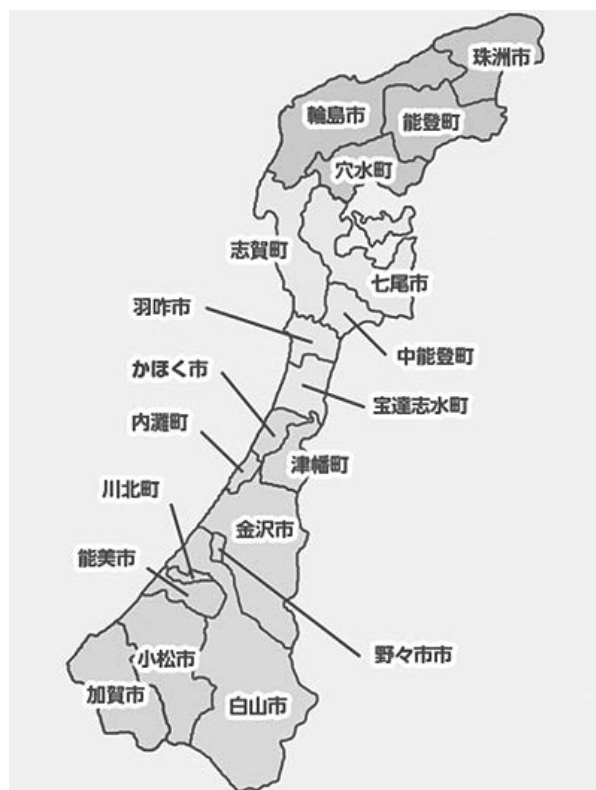 珠洲市
輪島市
能登町
穴水町
志賀町
七尾市
羽咋市
中能登町
かほく市
宝達志水町
内灘町
津幡町
川北町
金沢市
能美市
野々市市
小松市
加賀市
白山市